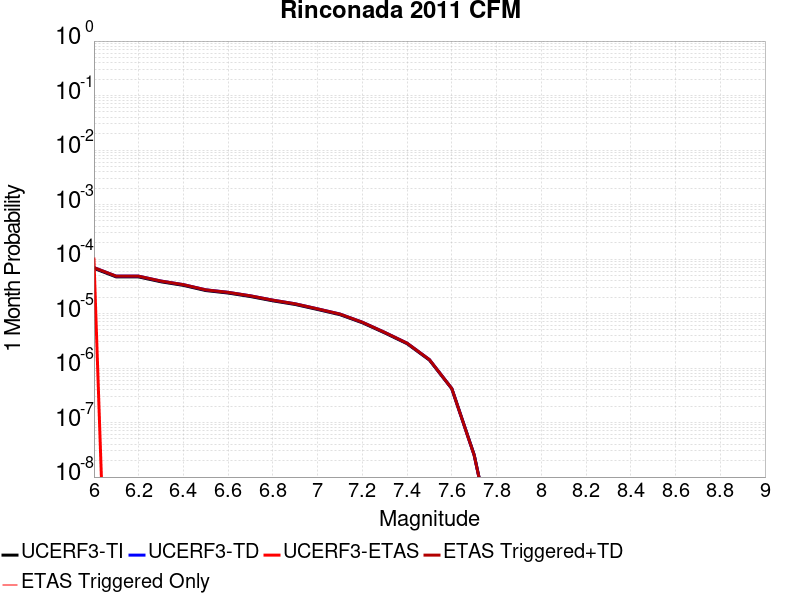 Rinconada 2011 CFM
1 Month Probability
10^0
10^-1
10^-2
10^-3
10^-4
10^-5
10^-6
10^-7
10^-8
6 6.2 6.4 6.6 6.8 7 7.2 7.4 7.6 7.8 8 8.2 8.4 8.6 8.8 9
Magnitude
UCERF3-TI UCERF3-TD UCERF3-ETAS ETAS Triggered+TD
ETAS Triggered Only